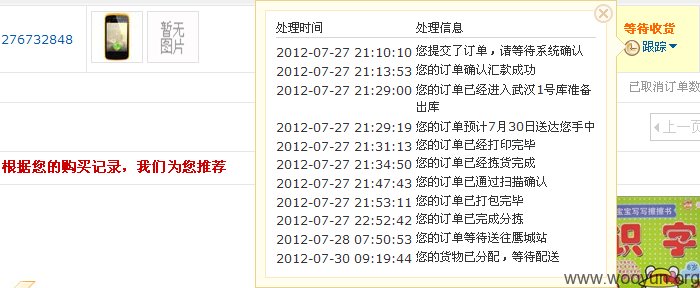 276732848
暂无
图片
处理时间 处理信息
2012-07-27 21:10:10 您提交了订单，请等待系统确认
2012-07-27 21:13:53 您的订单确认汇款成功
2012-07-27 21:29:00 您的订单已经进入武汉1号库准备
出库
2012-07-27 21:29:19 您的订单预计7月30日送达您手中
2012-07-27 21:31:13 您的订单已经打印完毕
2012-07-27 21:34:50 您的订单已经拣货完成
2012-07-27 21:47:43 您的订单已通过扫描确认
2012-07-27 21:53:11 您的订单已打包完毕
2012-07-27 22:52:42 您的订单已完成分拣
2012-07-28 07:50:53 您的订单等待送往鹰城站
2012-07-30 09:19:44 您的货物已分配，等待配送
等待收货
跟踪
已取消订单数
上一页
根据您的购买记录，我们为您推荐
宝宝写写擦擦书
识字
www.wooyun.org